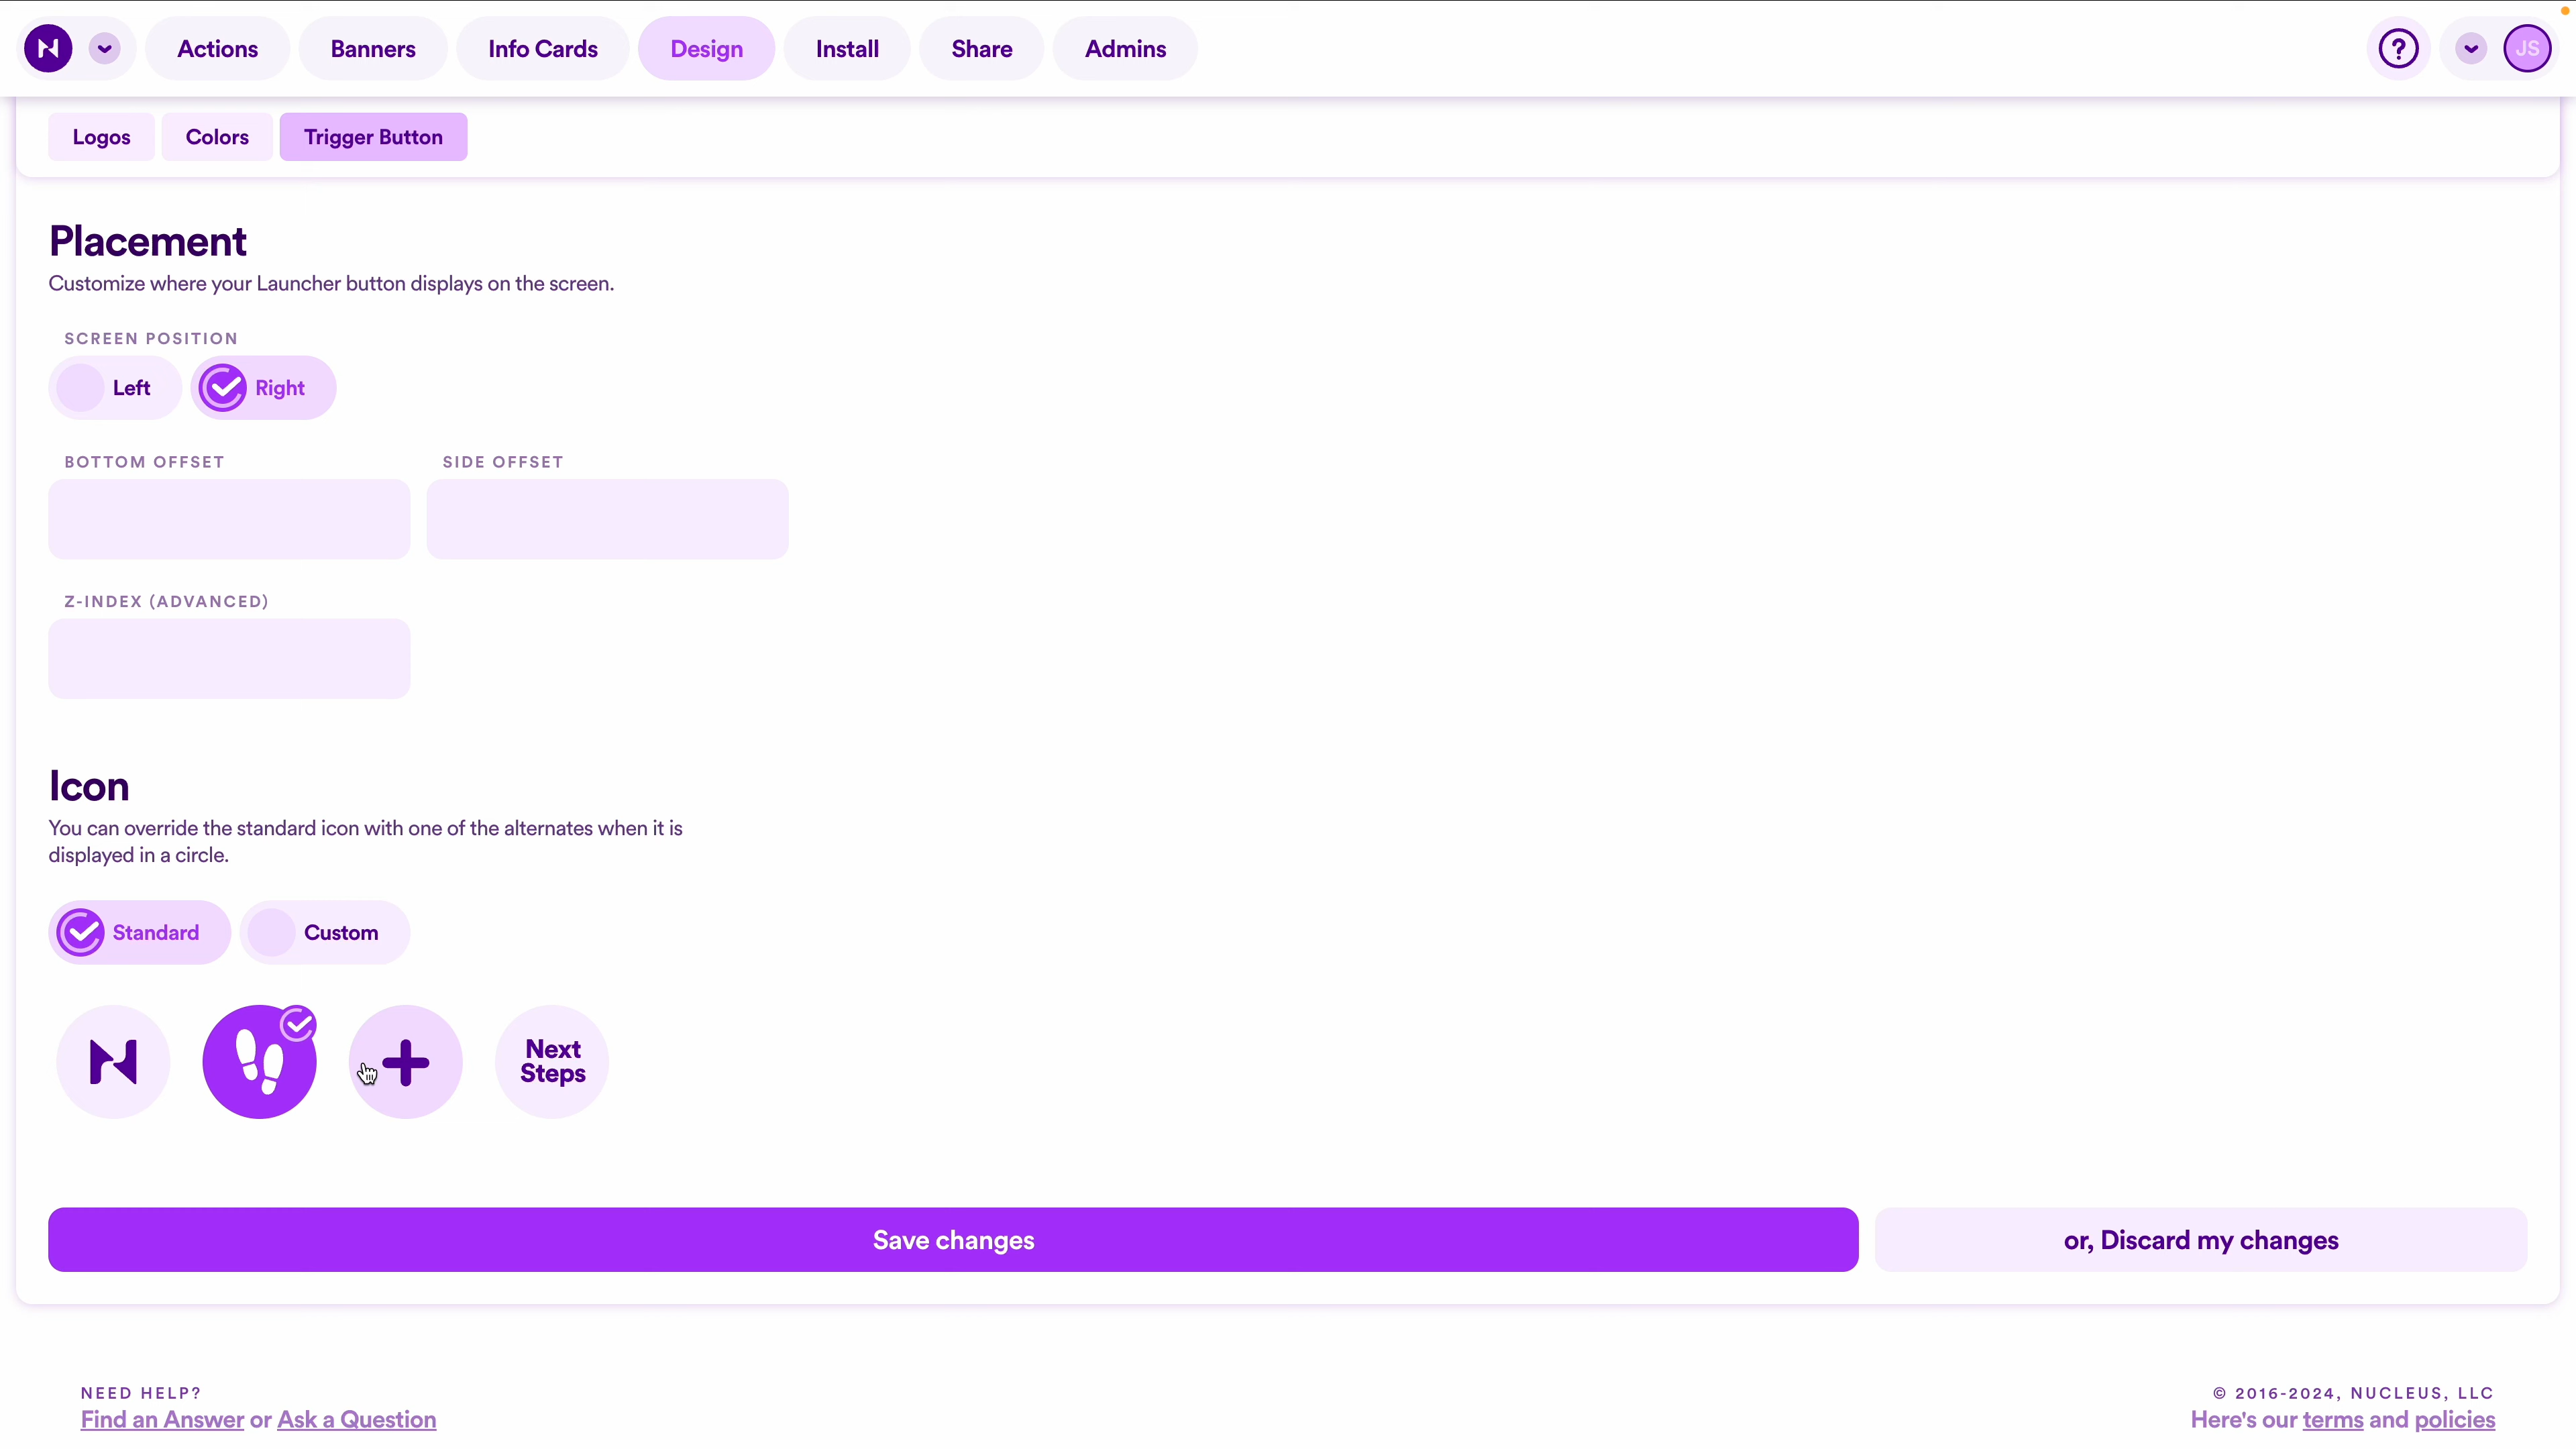 Actions
Banners
Info Cards
Design
Install
Share
Admins
?
JS
Logos
Colors
Trigger Button
Placement
Customize where your Launcher button displays on the screen.
SCREEN POSITION
Left
Right
BOTTOM OFFSET
SIDE OFFSET
Z-INDEX (ADVANCED)
Icon
You can override the standard icon with one of the alternates when it is
displayed in a circle.
Standard
Custom
Next
Steps
Save changes
or, Discard my changes
NEED HELP?
Find an Answer or Ask a Question
© 2016-2024, NUCLEUS, LLC
Here's our terms and policies